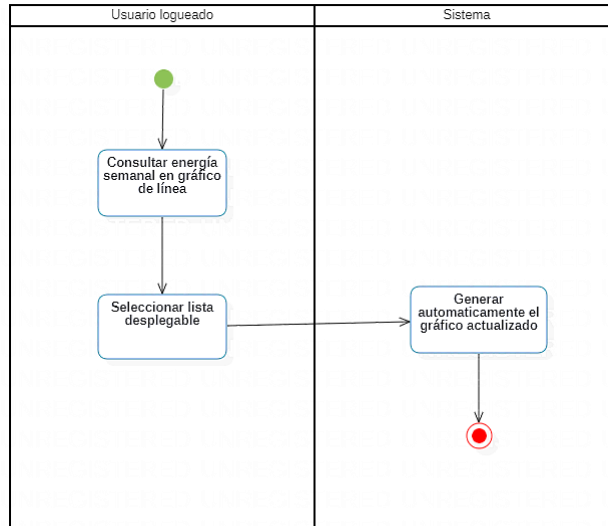 Usuario logueado
Sistema
Consultar energía
semanal en gráfico
de línea
Seleccionar lista
desplegable
Generar
automaticamente el
gráfico actualizado